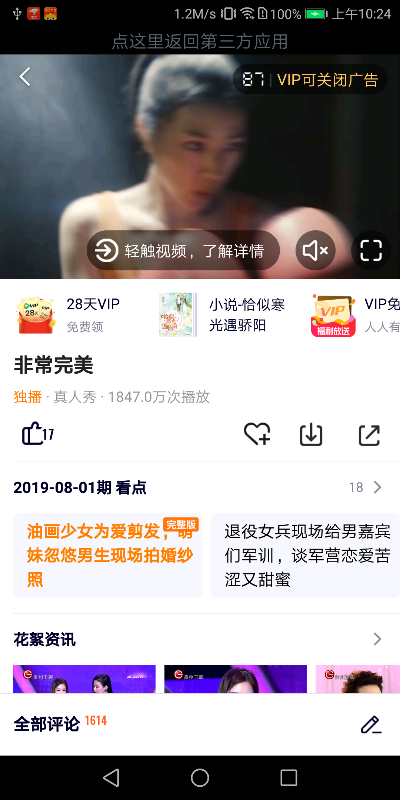 1.2M/s 100% 上午10:24
点这里返回第三方应用
87 VIP可关闭广告
轻触视频，了解详情
28天VIP
免费领
小说-恰似寒
光遇骄阳
VIP
福利放送
VIP免
人人有
非常完美
独播 · 真人秀 · 1847.0万次播放
17
2019-08-01期 看点
18
油画少女为爱剪发，萌
妹忽悠男生现场拍婚纱
照
完整版
退役女兵现场给男嘉宾
们军训，谈军营恋爱苦
涩又甜蜜
花絮资讯
全部评论 1614